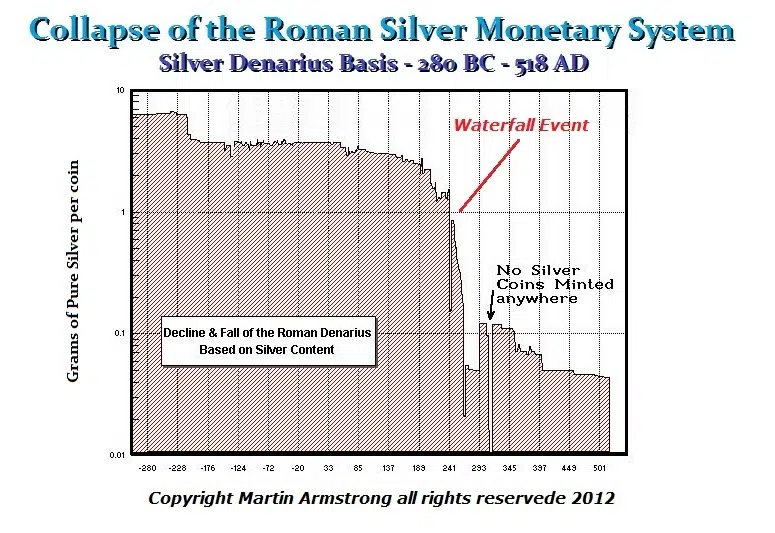 Collapse of the Roman Silver Monetary System
Silver Denarius Basis - 280 BC - 518 AD
10
Waterfall Event
1
Grams of Pure Silver per coin
No Silver
Coins Minted
anywhere
0.1
Decline & Fall of the Roman Denarius
Based on Silver Content
0.01
-280 -228 -176 -124 -72 -20 33 85 137 189 241 293 345 397 449 501
Copyright Martin Armstrong all rights reservede 2012